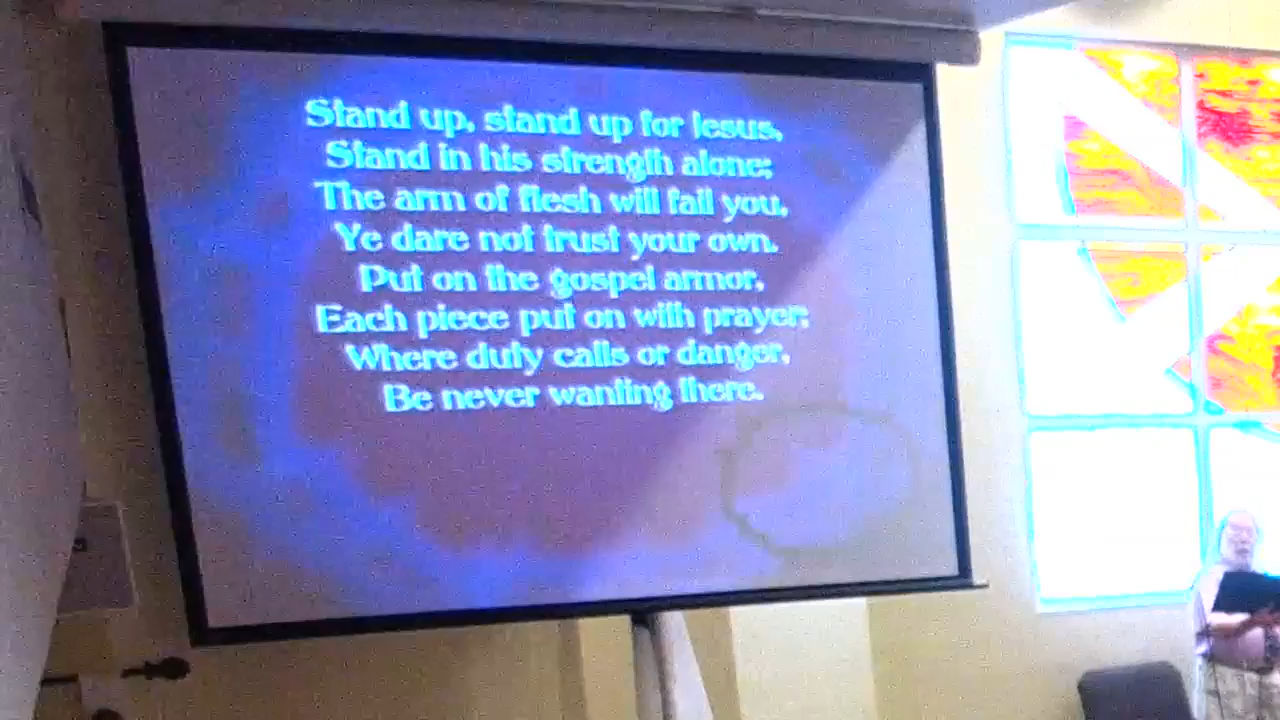 Stand up, stand up for Jesus,
Stand in his strength alone;
The arm of flesh will fail you,
Ye dare not trust your own.
Put on the gospel armor,
Each piece put on with prayer;
Where duty calls or danger,
Be never wanting there.